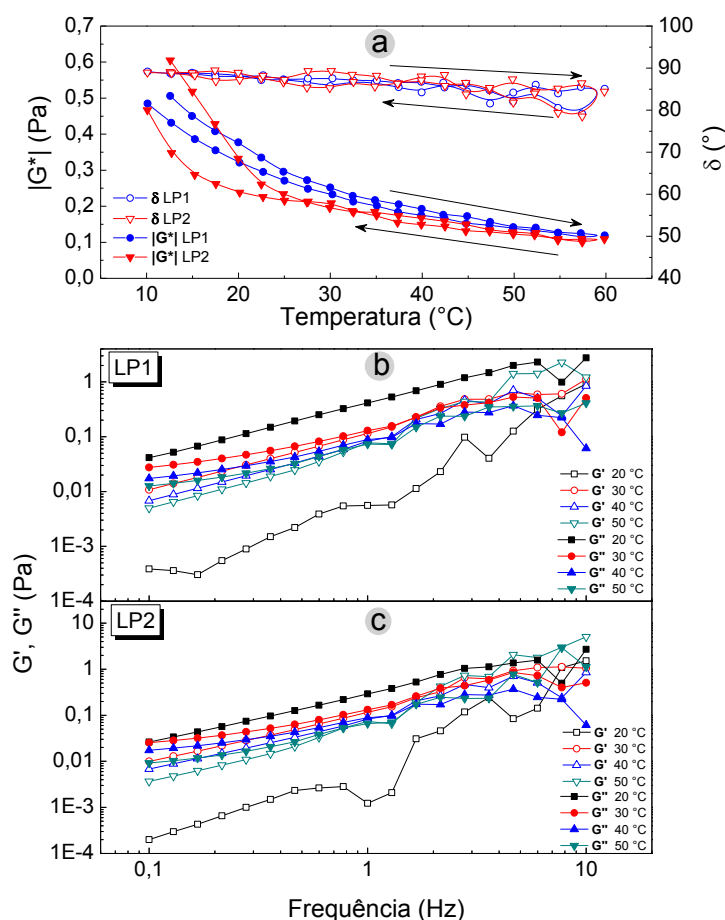 a
|G*| (Pa)
0,7
0,6
0,5
0,4
0,3
0,2
0,1
0,0
δ LP1
δ LP2
|G*| LP1
|G*| LP2
100
90
80
70
60
50
40
δ (°)
10 20 30 40 50 60
Temperatura (°C)
LP1
b
1
0,1
0,01
1E-3
1E-4
G' 20 °C
G' 30 °C
G' 40 °C
G' 50 °C
G'' 20 °C
G'' 30 °C
G'' 40 °C
G'' 50 °C
G', G'' (Pa)
LP2
c
10
1
0,1
0,01
1E-3
1E-4
G' 20 °C
G' 30 °C
G' 40 °C
G' 50 °C
G'' 20 °C
G'' 30 °C
G'' 40 °C
G'' 50 °C
0,1 1 10
Frequência (Hz)